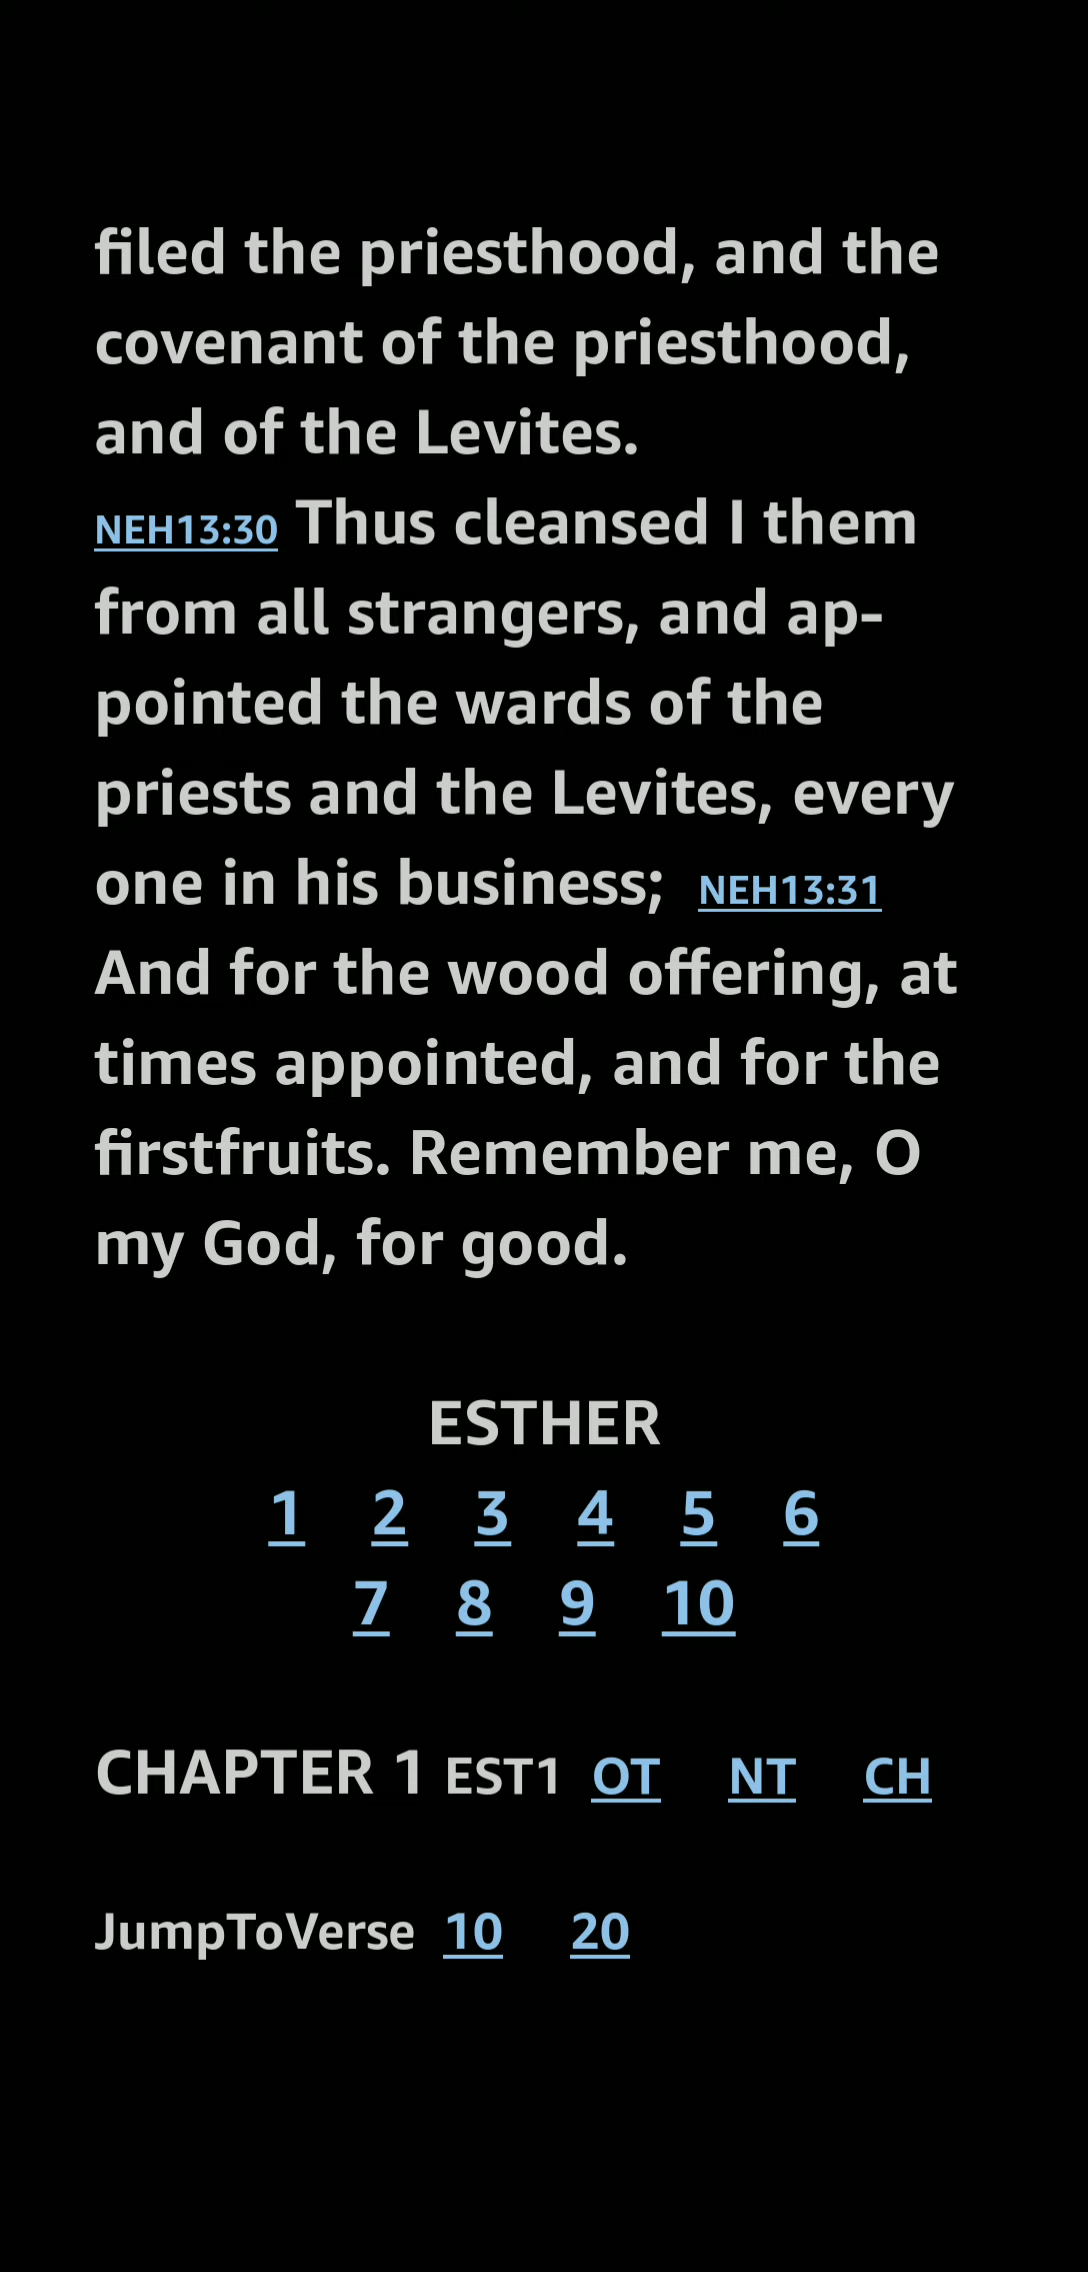 filed the priesthood, and the
covenant of the priesthood,
and of the Levites.
NEH13:30 Thus cleansed I them
from all strangers, and ap-
pointed the wards of the
priests and the Levites, every
one in his business; NEH13:31
And for the wood offering, at
times appointed, and for the
firstfruits. Remember me, O
my God, for good.
ESTHER
1 2 3 4 5 6
7 8 9 10
CHAPTER 1 EST1 OT NT CH
JumpToVerse 10 20